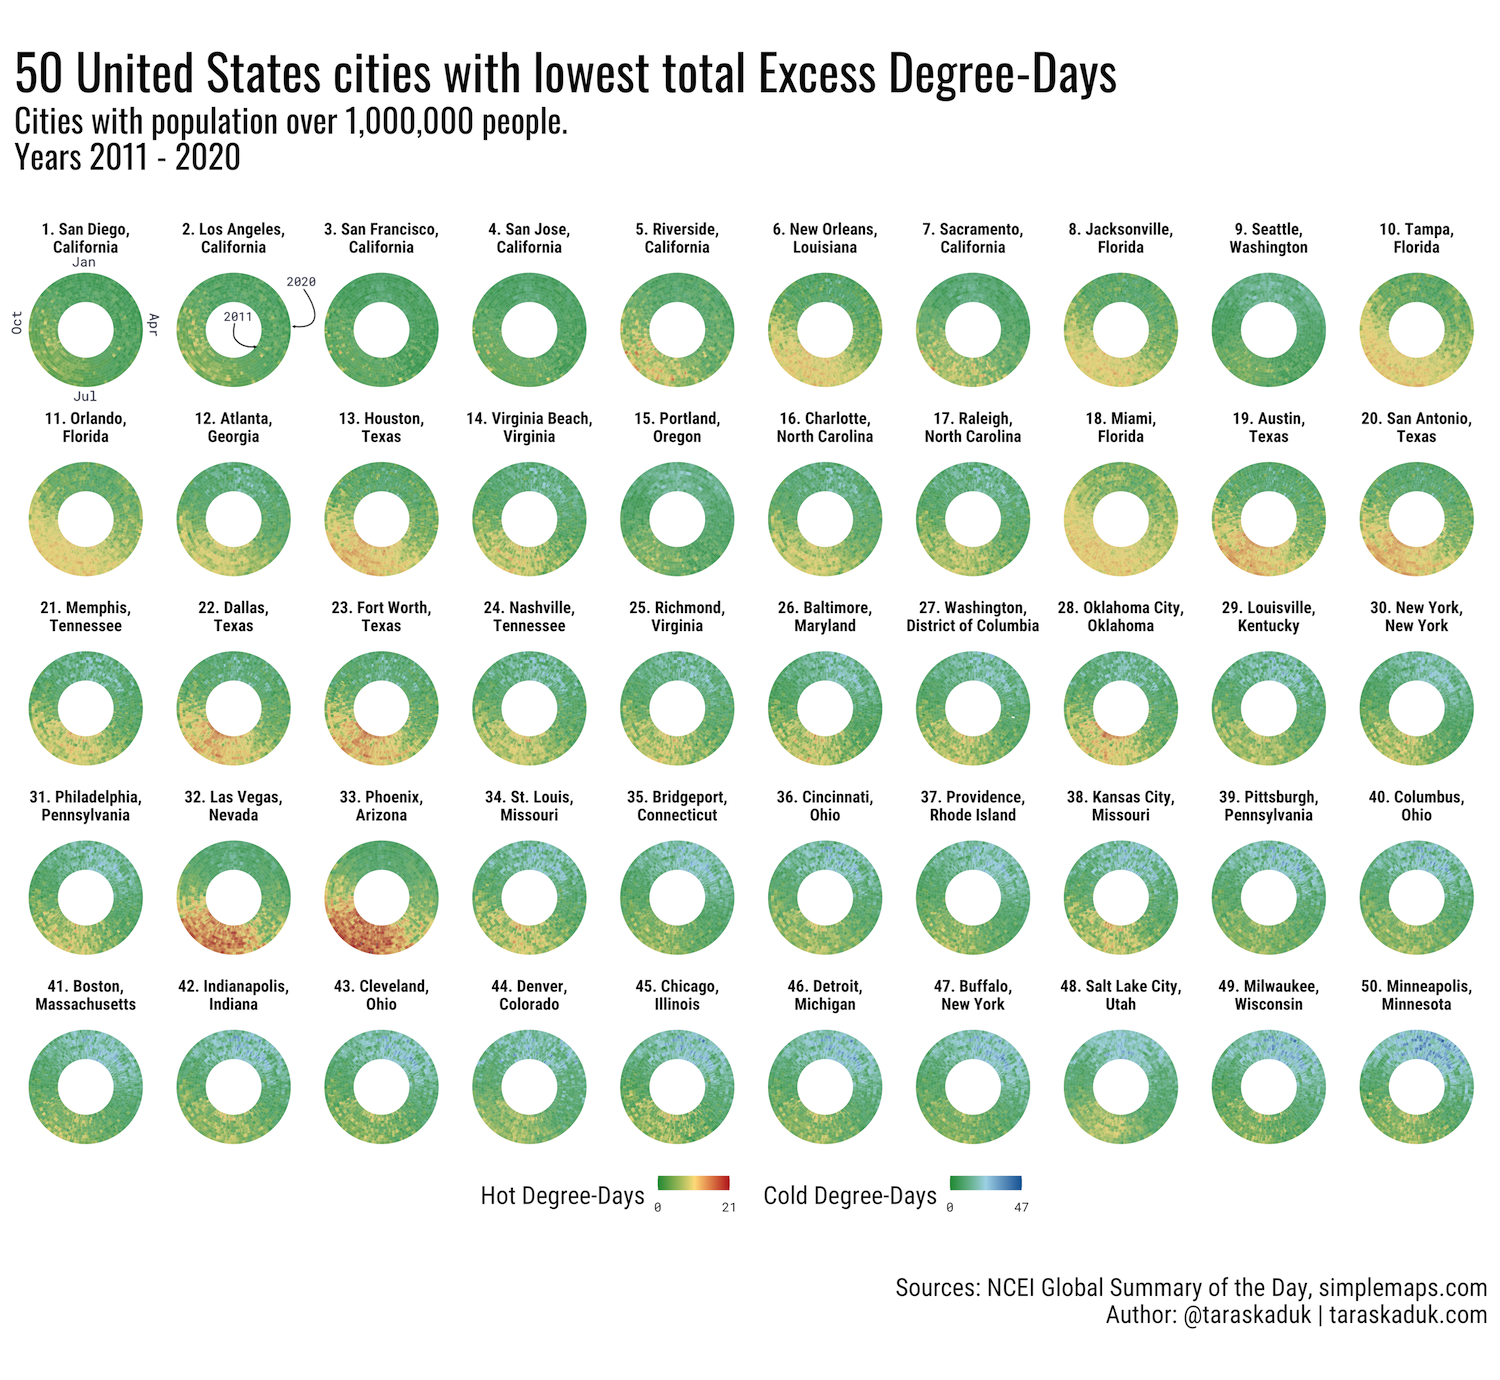 50 United States cities with lowest total Excess Degree-Days
Cities with population over 1,000,000 people.
Years 2011 - 2020
1. San Diego,
California
2. Los Angeles,
California
3. San Francisco,
California
4. San Jose,
California
5. Riverside,
California
6. New Orleans,
Louisiana
7. Sacramento,
California
8. Jacksonville,
Florida
9. Seattle,
Washington
10. Tampa,
Florida
Jan
Oct
Apr
Jul
2020
2011
11. Orlando,
Florida
12. Atlanta,
Georgia
13. Houston,
Texas
14. Virginia Beach,
Virginia
15. Portland,
Oregon
16. Charlotte,
North Carolina
17. Raleigh,
North Carolina
18. Miami,
Florida
19. Austin,
Texas
20. San Antonio,
Texas
21. Memphis,
Tennessee
22. Dallas,
Texas
23. Fort Worth,
Texas
24. Nashville,
Tennessee
25. Richmond,
Virginia
26. Baltimore,
Maryland
27. Washington,
District of Columbia
28. Oklahoma City,
Oklahoma
29. Louisville,
Kentucky
30. New York,
New York
31. Philadelphia,
Pennsylvania
32. Las Vegas,
Nevada
33. Phoenix,
Arizona
34. St. Louis,
Missouri
35. Bridgeport,
Connecticut
36. Cincinnati,
Ohio
37. Providence,
Rhode Island
38. Kansas City,
Missouri
39. Pittsburgh,
Pennsylvania
40. Columbus,
Ohio
41. Boston,
Massachusetts
42. Indianapolis,
Indiana
43. Cleveland,
Ohio
44. Denver,
Colorado
45. Chicago,
Illinois
46. Detroit,
Michigan
47. Buffalo,
New York
48. Salt Lake City,
Utah
49. Milwaukee,
Wisconsin
50. Minneapolis,
Minnesota
Hot Degree-Days
0 21
Cold Degree-Days
0 47
Sources: NCEI Global Summary of the Day, simplemaps.com
Author: @taraskaduk | taraskaduk.com